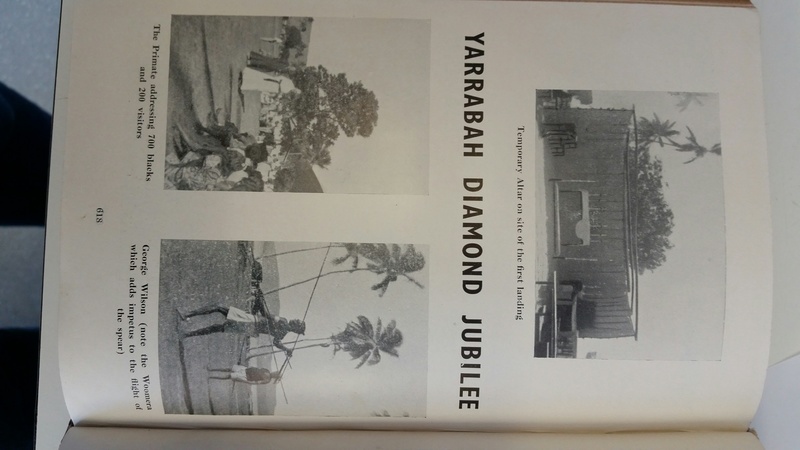 Temporary Altar on site of the first landing
YARRABAH DIAMOND JUBILEE
The Primate addressing 700 blacks
and 200 visitors
George Wilson (note the Woomera
which adds impetus to the flight of
the spear)
618